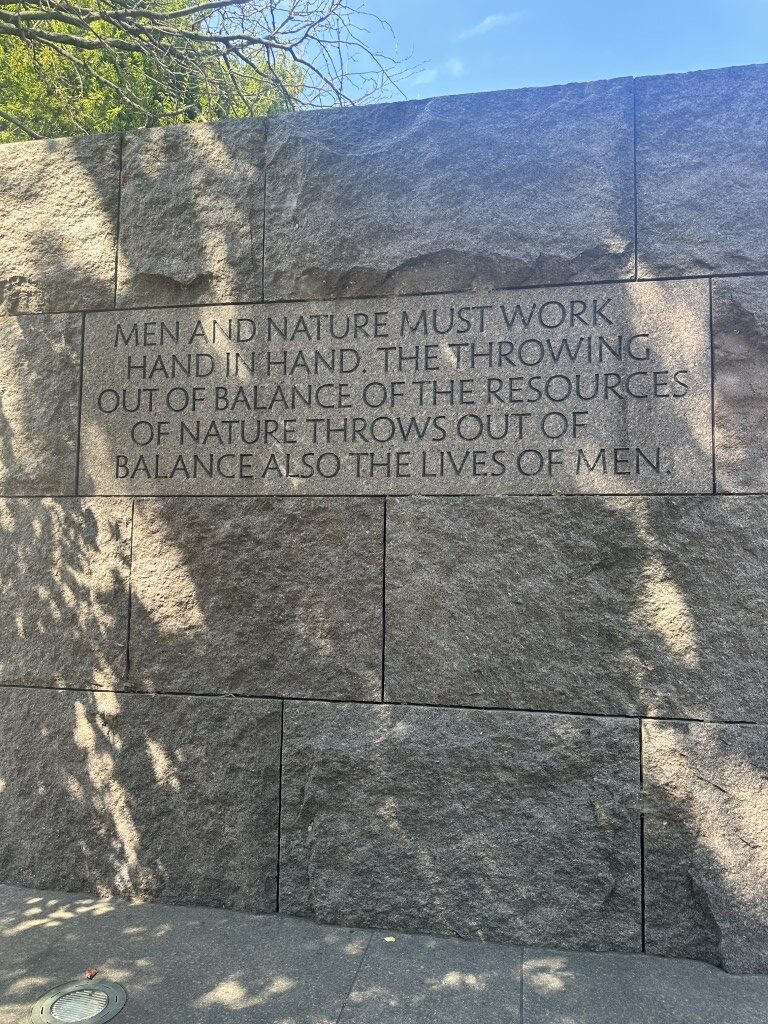 MEN AND NATURE MUST WORK
HAND IN HAND. THE THROWING
OUT OF BALANCE OF THE RESOURCES
OF NATURE THROWS OUT OF
BALANCE ALSO THE LIVES OF MEN.